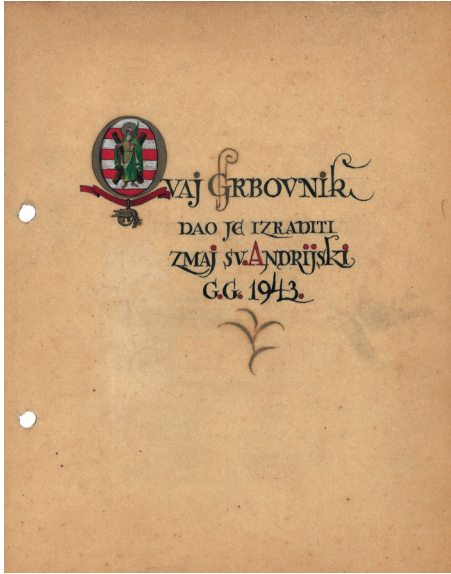 OVAJ GRBOVNIK
DAO JE IZRADITI
ZMAJ SV. ANDRIJSKI
G.G. 1943.